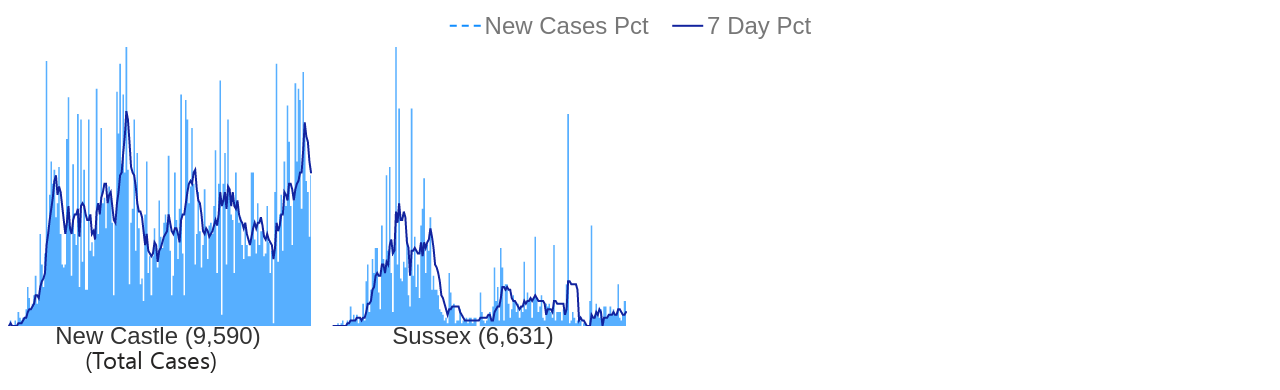 New Cases Pct 7 Day Pct
New Castle (9,590) Sussex (6,631)
(Total Cases)